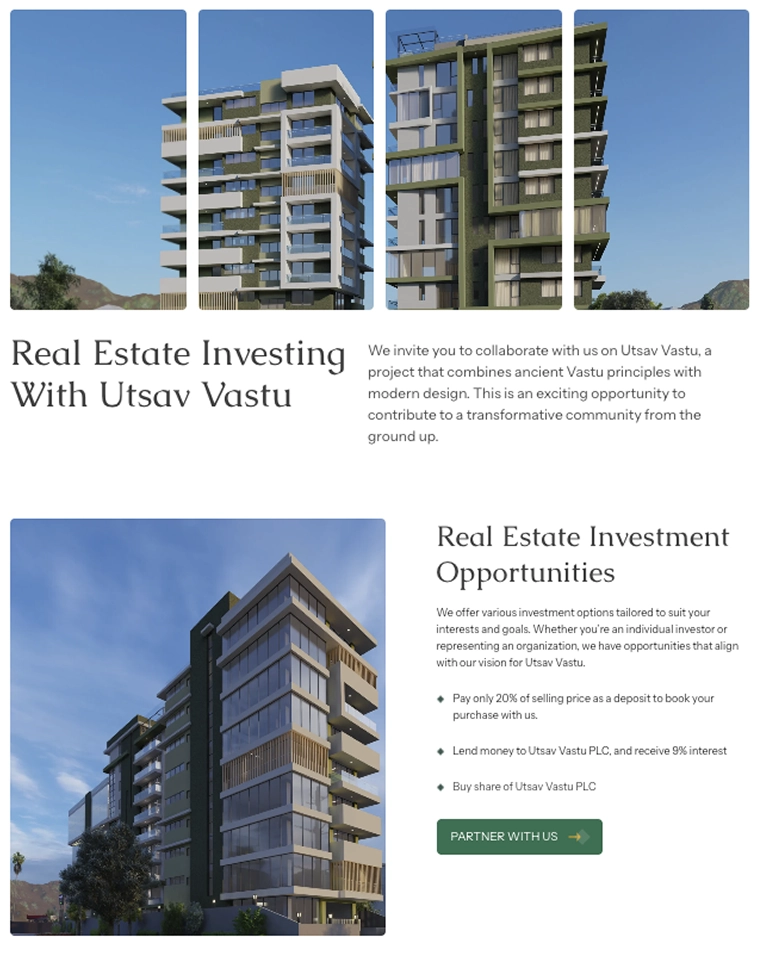 Real Estate Investing
With Utsav Vastu
We invite you to collaborate with us on Utsav Vastu, a
project that combines ancient Vastu principles with
modern design. This is an exciting opportunity to
contribute to a transformative community from the
ground up.
Real Estate Investment
Opportunities
We offer various investment options tailored to suit your
interests and goals. Whether you're an individual investor or
representing an organization, we have opportunities that align
with our vision for Utsav Vastu.
Pay only 20% of selling price as a deposit to book your
purchase with us.
Lend money to Utsav Vastu PLC, and receive 9% interest
Buy share of Utsav Vastu PLC
PARTNER WITH US